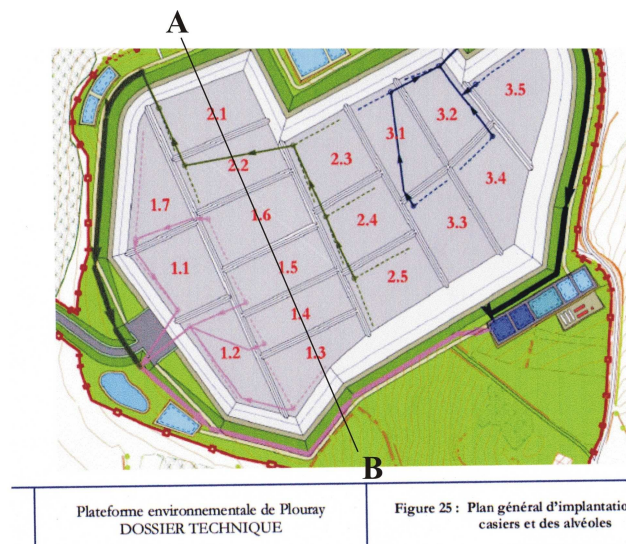 A
2.1
3.5
3.2
3.1
2.3
2.2
1.7
3.4
1.6
2.4
3.3
1.1
1.5
2.5
1.4
1.2
1.3
B
Plateforme environnementale de Plouray
DOSSIER TECHNIQUE
Figure 25 : Plan général d'implantatio
casiers et des alvéoles